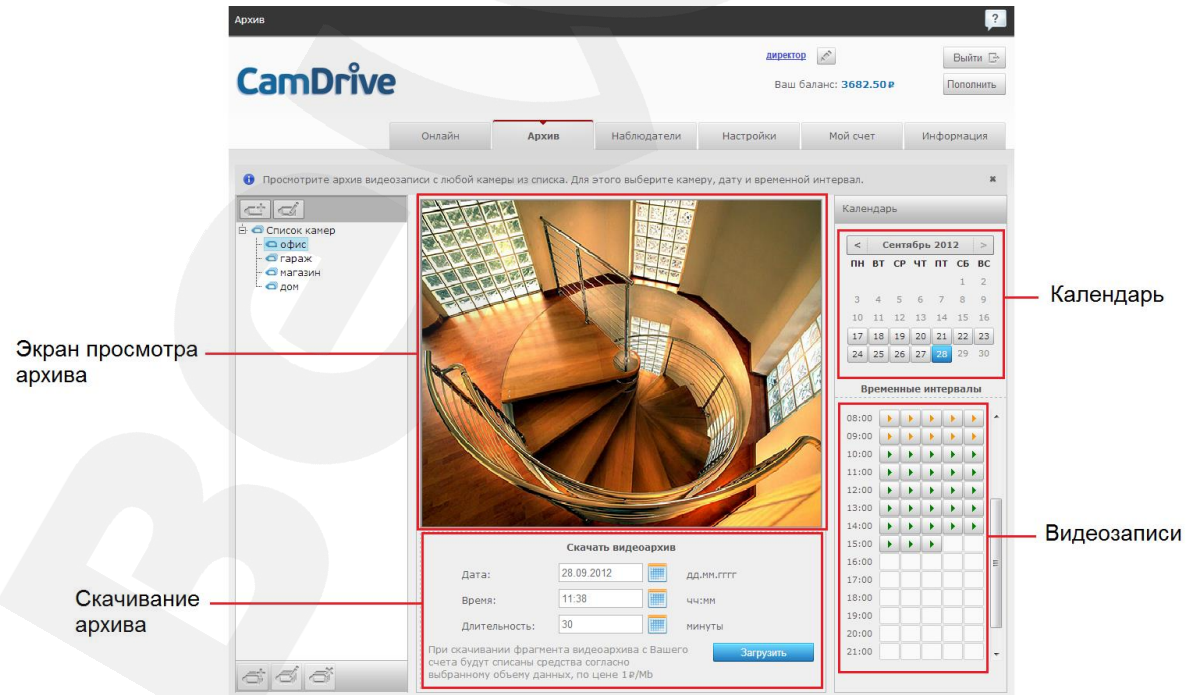 Архив
?
директор
Выйти
CamDrive
Ваш баланс: 3682.50₽
Пополнить
Онлайн
Архив
Наблюдатели
Настройки
Мой счет
Информация
Просмотрите архив видеозаписи с любой камеры из списка. Для этого выберите камеру, дату и временной интервал.
Список камер
офис
гараж
магазин
дом
Экран просмотра
архива
Календарь
< Сентябрь 2012 >
ПН ВТ СР ЧТ ПТ СБ ВС
1 2
3 4 5 6 7 8 9
10 11 12 13 14 15 16
17 18 19 20 21 22 23
24 25 26 27 28 29 30
Календарь
Временные интервалы
08:00
09:00
10:00
11:00
12:00
13:00
14:00
15:00
16:00
17:00
18:00
19:00
20:00
21:00
Видеозаписи
Скачать видеоархив
Дата: 28.09.2012 дд.мм.гггг
Время: 11:38 чч:мм
Длительность: 30 минуты
При скачивании фрагмента видеоархива с Вашего
счета будут списаны средства согласно
выбранному объему данных, по цене 1₽/Mb
Загрузить
Скачивание
архива